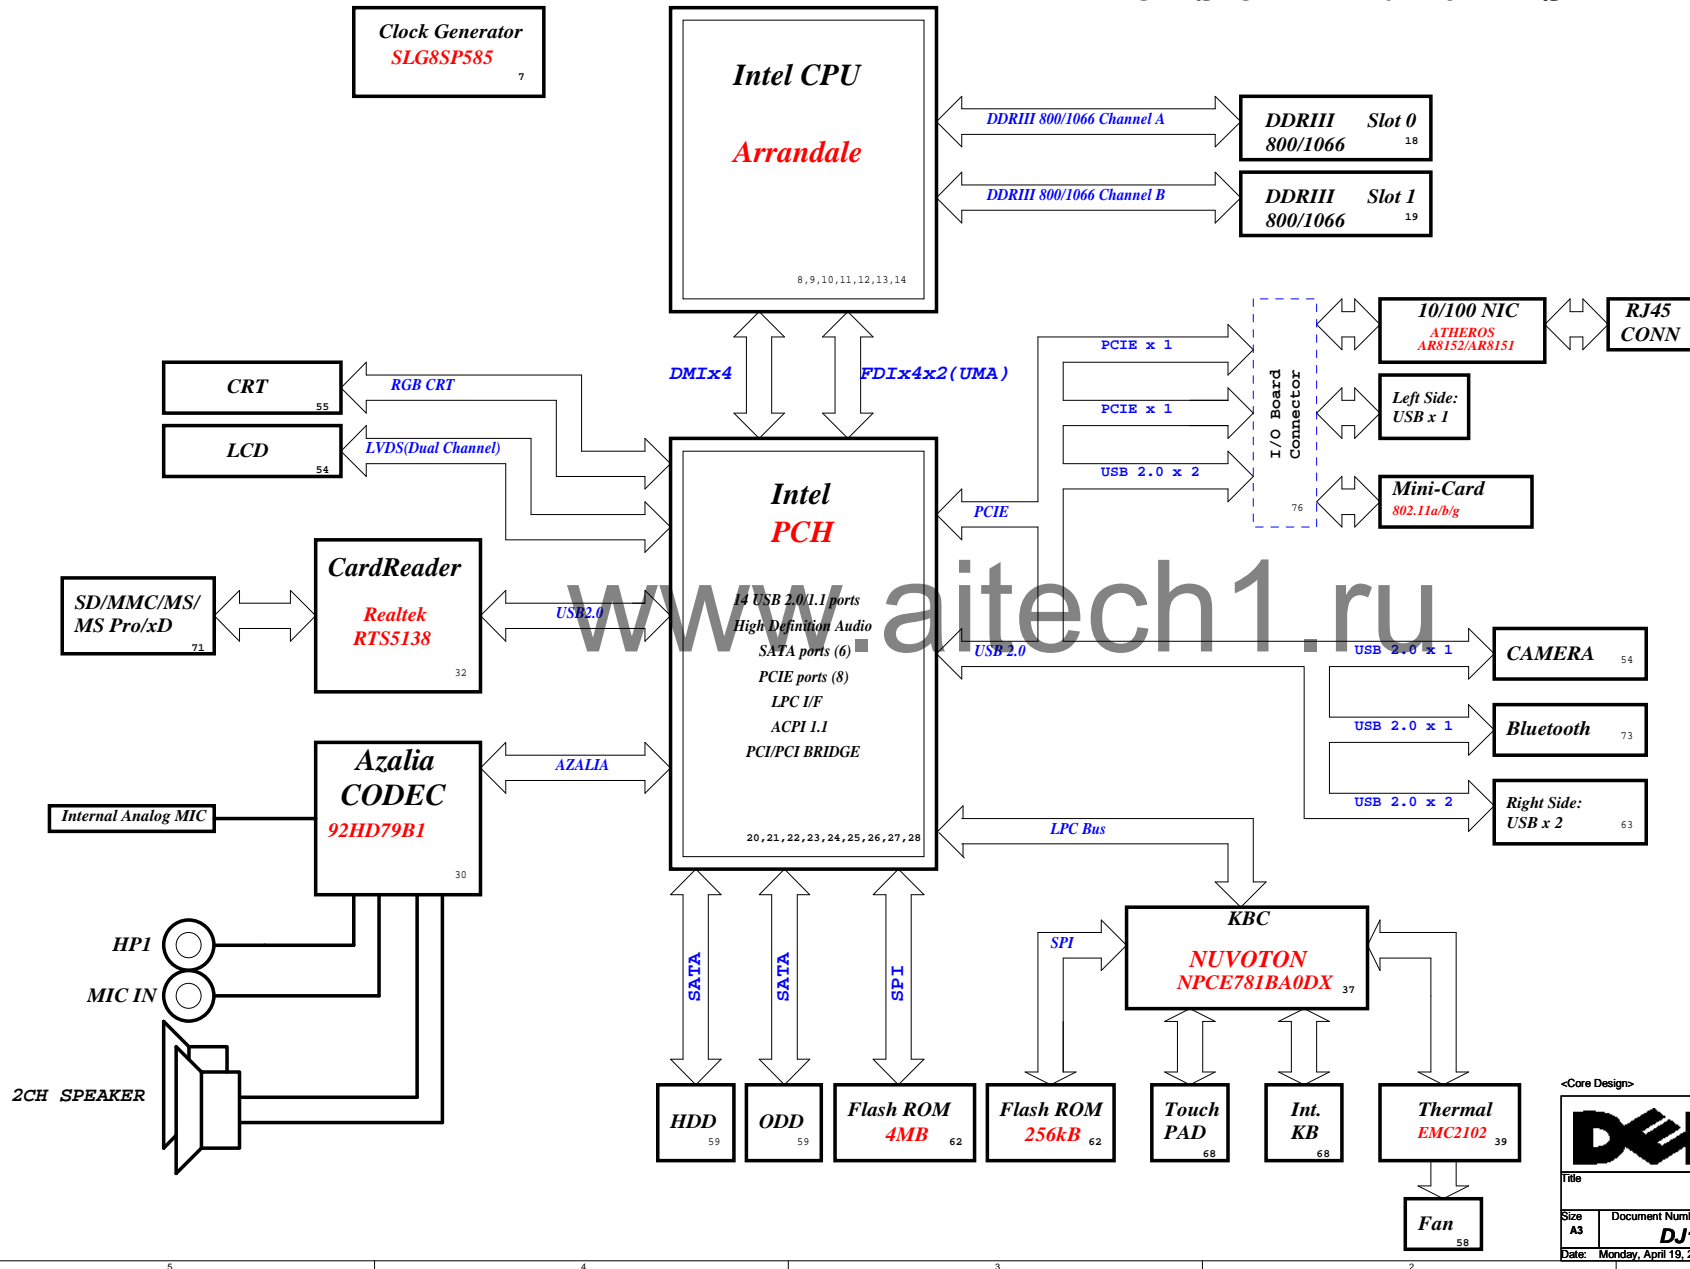 Clock Generator
SLG8SP585
7
Intel CPU
Arrandale
8,9,10,11,12,13,14
DDRIII 800/1066 Channel A
DDRIII Slot 0
800/1066 18
DDRIII 800/1066 Channel B
DDRIII Slot 1
800/1066 19
DMIx4
FDIx4x2(UMA)
CRT
55
RGB CRT
LCD
54
LVDS(Dual Channel)
PCIE x 1
PCIE x 1
USB 2.0 x 2
I/O Board
Connector
76
10/100 NIC
ATHEROS
AR8152/AR8151
RJ45
CONN
Left Side:
USB x 1
Mini-Card
802.11a/b/g
Intel
PCH
14 USB 2.0/1.1 ports
High Definition Audio
SATA ports (6)
PCIE ports (8)
LPC I/F
ACPI 1.1
PCI/PCI BRIDGE
20,21,22,23,24,25,26,27,28
PCIE
www.aitech1.ru
SD/MMC/MS/
MS Pro/xD
71
CardReader
Realtek
RTS5138
32
USB2.0
USB 2.0
USB 2.0 x 1
CAMERA 54
USB 2.0 x 1
Bluetooth 73
USB 2.0 x 2
Right Side:
USB x 2 63
Azalia
CODEC
92HD79B1
30
AZALIA
Internal Analog MIC
HP1
MIC IN
2CH SPEAKER
LPC Bus
KBC
NUVOTON
NPCE781BA0DX 37
SPI
SATA
SATA
SPI
HDD
59
ODD
59
Flash ROM
4MB 62
Flash ROM
256kB 62
Touch
PAD
68
Int.
KB
68
Thermal
EMC2102 39
Fan
58
<Core Design>
DELL
Title
Size
A3
Document Num
DJ
Date: Monday, April 19, 2
5
4
3
2